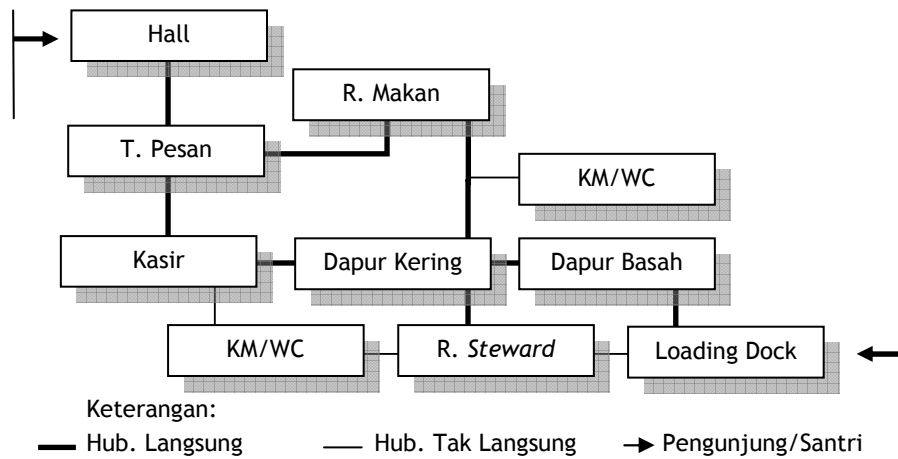 Hall
R. Makan
T. Pesan
KM/WC
Kasir
Dapur Kering
Dapur Basah
KM/WC
R. Steward
Loading Dock
Keterangan:
Hub. Langsung
Hub. Tak Langsung
Pengunjung/Santri